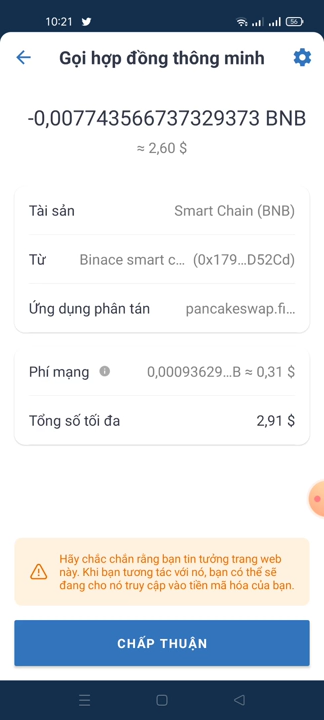 10:21
56
Gọi hợp đồng thông minh
-0,007743566737329373 BNB
≈ 2,60 $
Tài sản Smart Chain (BNB)
Từ Binace smart c... (0x179...D52Cd)
Ứng dụng phân tán pancakeswap.fi...
Phí mạng 0,00093629...B ≈ 0,31 $
Tổng số tối đa 2,91 $
Hãy chắc chắn rằng bạn tin tưởng trang web
này. Khi bạn tương tác với nó, bạn có thể sẽ
đang cho nó truy cập vào tiền mã hóa của bạn.
CHẤP THUẬN